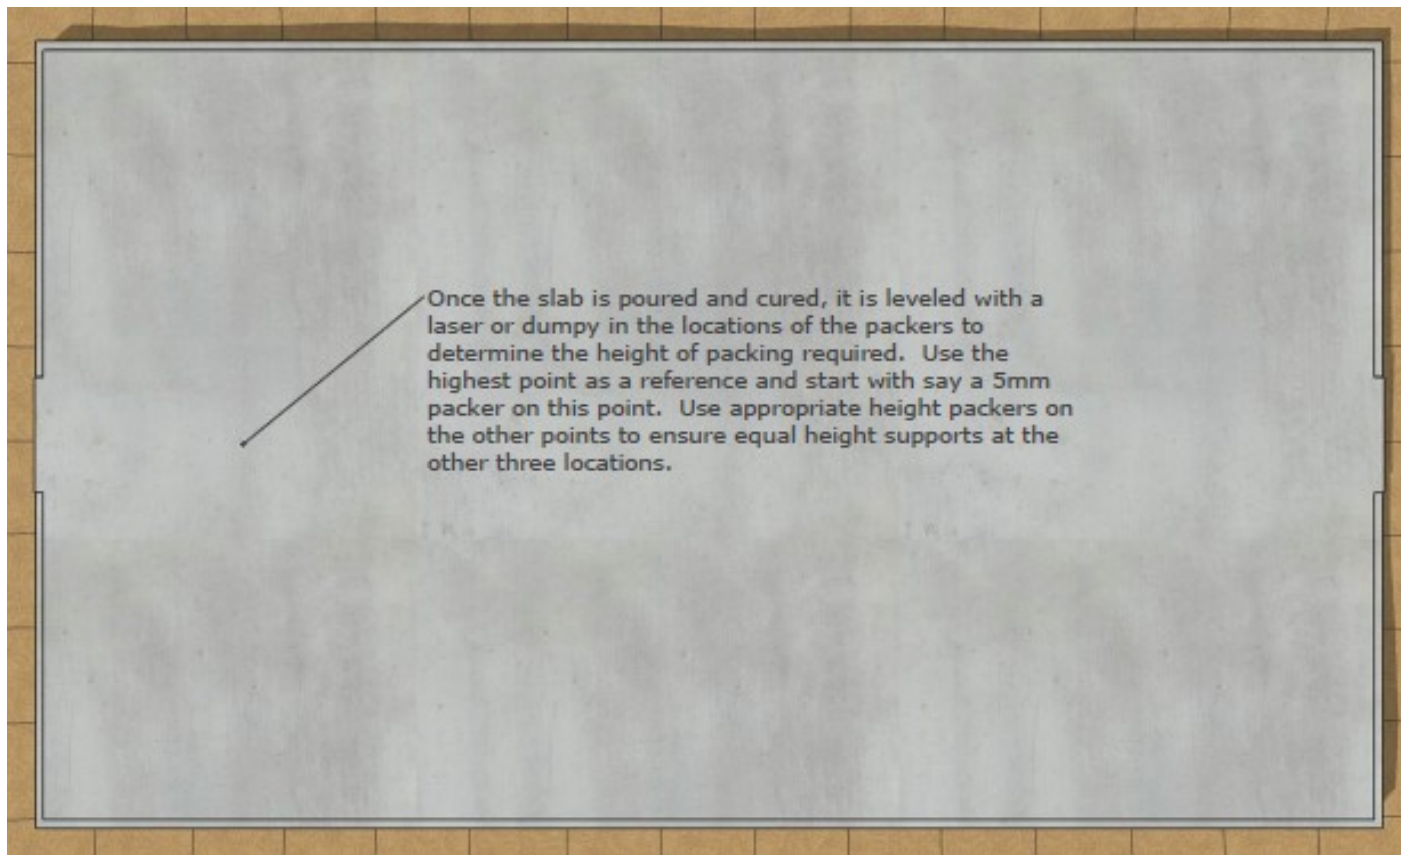 Once the slab is poured and cured, it is leveled with a
laser or dumpy in the locations of the packers to
determine the height of packing required.  Use the
highest point as a reference and start with say a 5mm
packer on this point.  Use appropriate height packers on
the other points to ensure equal height supports at the
other three locations.